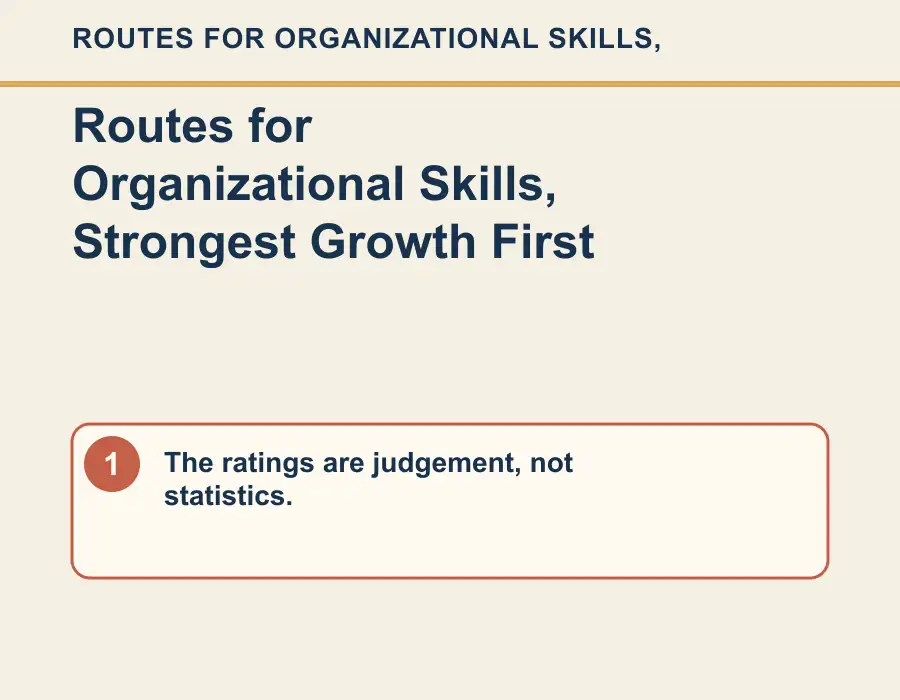 ROUTES FOR ORGANIZATIONAL SKILLS,
Routes for
Organizational Skills,
Strongest Growth First
1
The ratings are judgement, not
statistics.